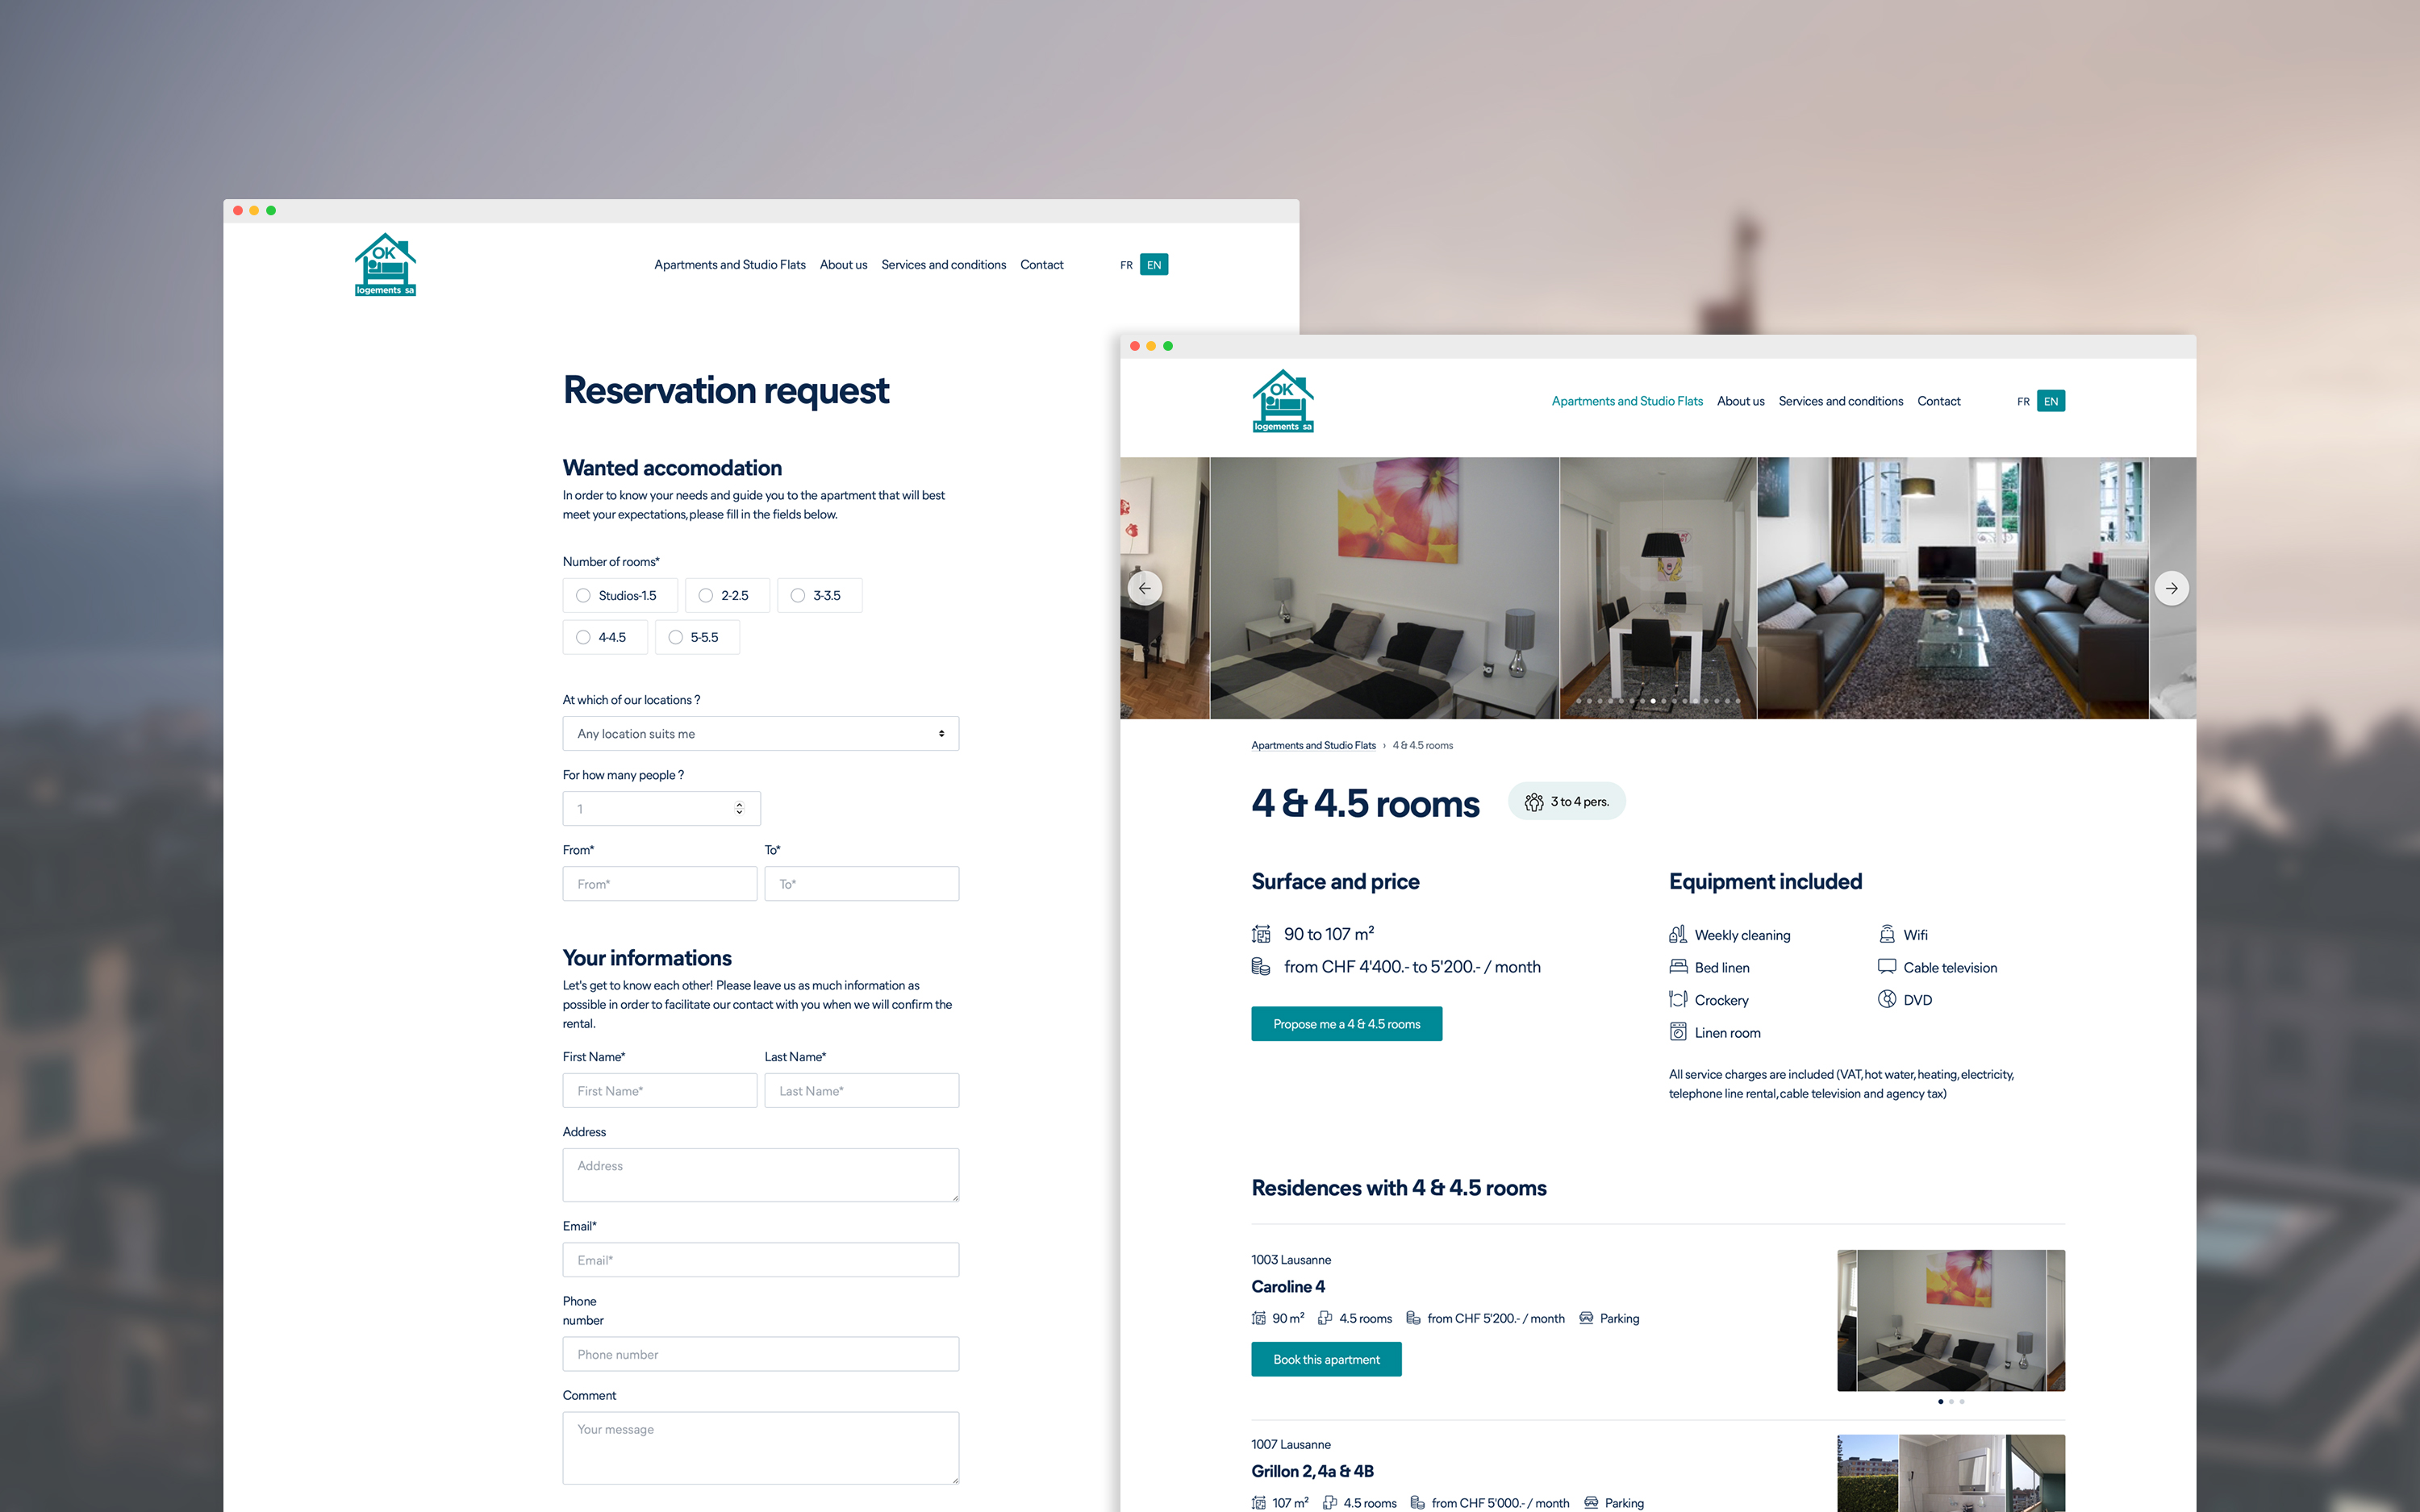 OK
logements sa
Apartments and Studio Flats About us Services and conditions Contact FR EN
Reservation request
Wanted accomodation
In order to know your needs and guide you to the apartment that will best
meet your expectations, please fill in the fields below.
Number of rooms*
Studios-1.5 2-2.5 3-3.5
4-4.5 5-5.5
At which of our locations ?
Any location suits me
For how many people ?
1
From* To*
From* To*
Your informations
Let's get to know each other! Please leave us as much information as
possible in order to facilitate our contact with you when we will confirm the
rental.
First Name* Last Name*
First Name* Last Name*
Address
Address
Email*
Email*
Phone
number
Phone number
Comment
Your message
OK
logements sa
Apartments and Studio Flats About us Services and conditions Contact FR EN
Apartments and Studio Flats › 4 & 4.5 rooms
4 & 4.5 rooms 3 to 4 pers.
Surface and price
90 to 107 m²
from CHF 4'400.- to 5'200.- / month
Propose me a 4 & 4.5 rooms
Equipment included
Weekly cleaning Wifi
Bed linen Cable television
Crockery DVD
Linen room
All service charges are included (VAT, hot water, heating, electricity,
telephone line rental, cable television and agency tax)
Residences with 4 & 4.5 rooms
1003 Lausanne
Caroline 4
90 m² 4.5 rooms from CHF 5'200.- / month Parking
Book this apartment
1007 Lausanne
Grillon 2, 4a & 4B
107 m² 4.5 rooms from CHF 5'000.- / month Parking